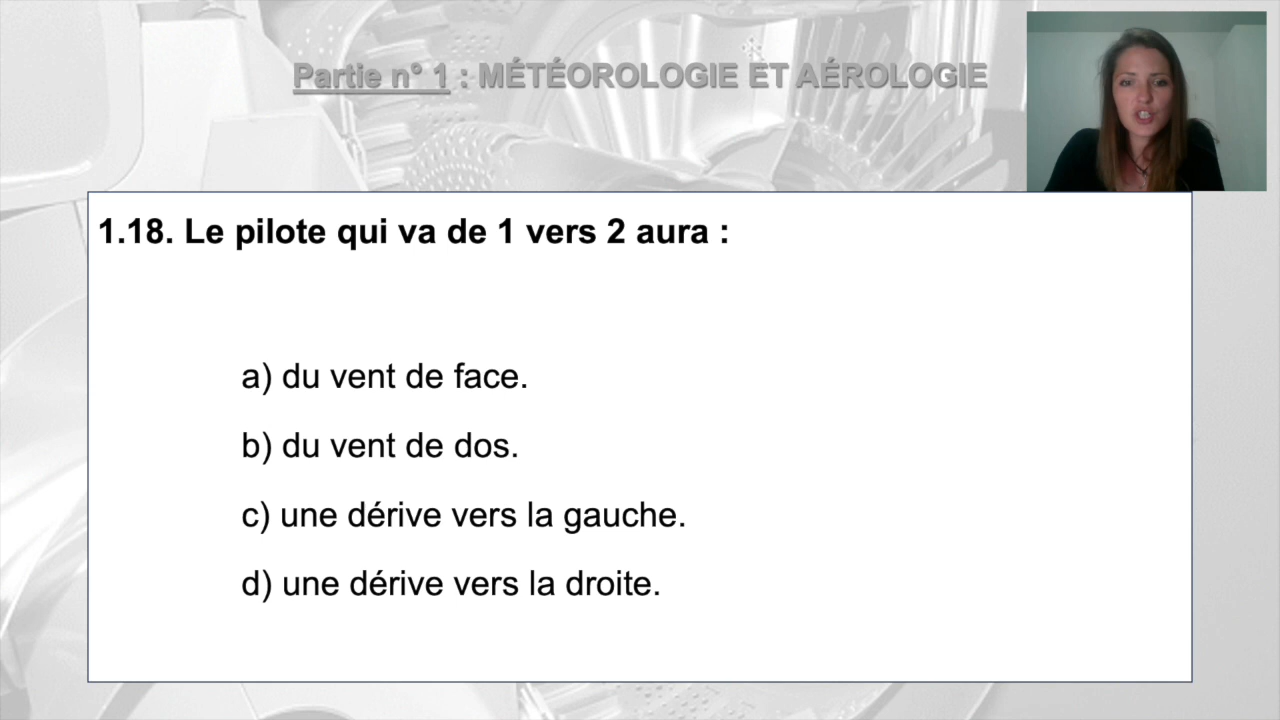 Partie n° 1 : MÉTÉOROLOGIE ET AÉROLOGIE
1.18. Le pilote qui va de 1 vers 2 aura :
a) du vent de face.
b) du vent de dos.
c) une dérive vers la gauche.
d) une dérive vers la droite.